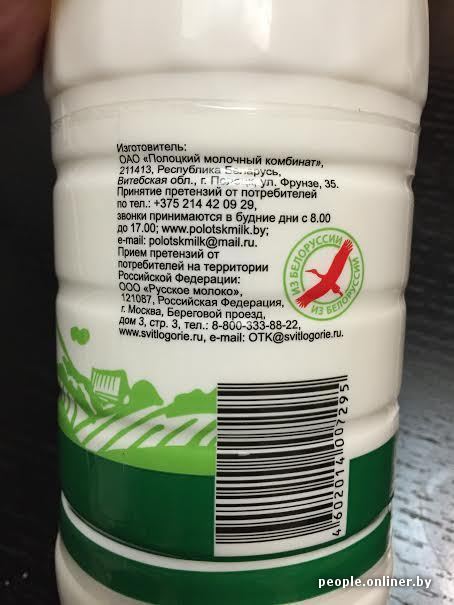 Изготовитель:
ОАО «Полоцкий молочный комбинат»,
211413, Республика Беларусь,
Витебская обл., г. ул. Фрунзе, 35.
Принятие претензий от потребителей
по тел.: +375 214 42 09 29,
звонки принимаются в будние дни с 8.00
до 17.00; www.polotskmilk.by;
e-mail: polotskmilk@mail.ru.
Прием претензий от
потребителей на территории
Российской Федерации:
ООО «Русское молоко»,
121087, Российская Федерация,
г. Москва, Береговой проезд,
дом 3, стр. 3, тел.: 8-800-333-88-22,
www.svitlogorie.ru, e-mail: OTK@svitlogorie.ru.
ИЗ БЕЛОРУССИИ
ИЗ БЕЛОРУССИИ
4602014007295
people.onliner.by